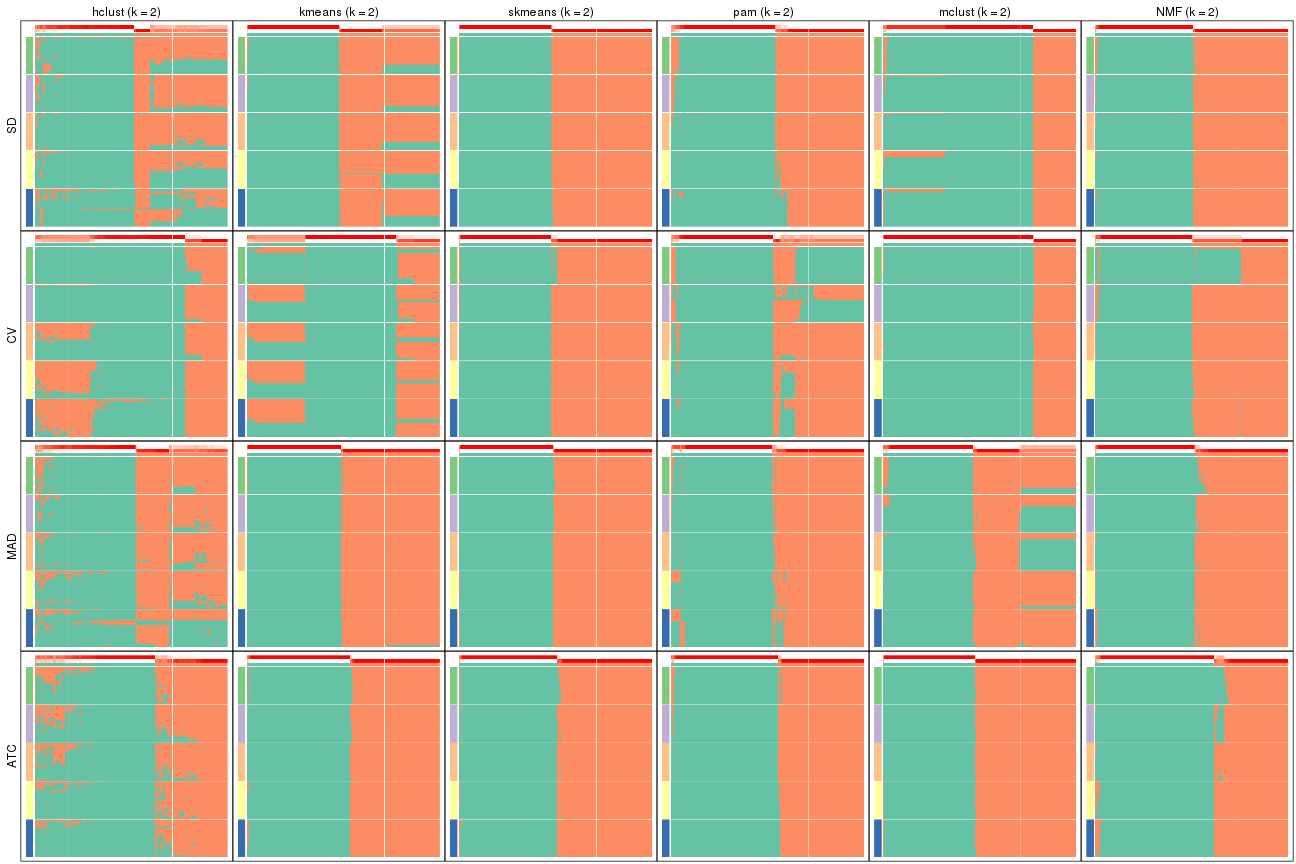 hclust (k = 2) kmeans (k = 2) skmeans (k = 2) pam (k = 2) mclust (k = 2) NMF (k = 2)
SD
CV
MAD
ATC